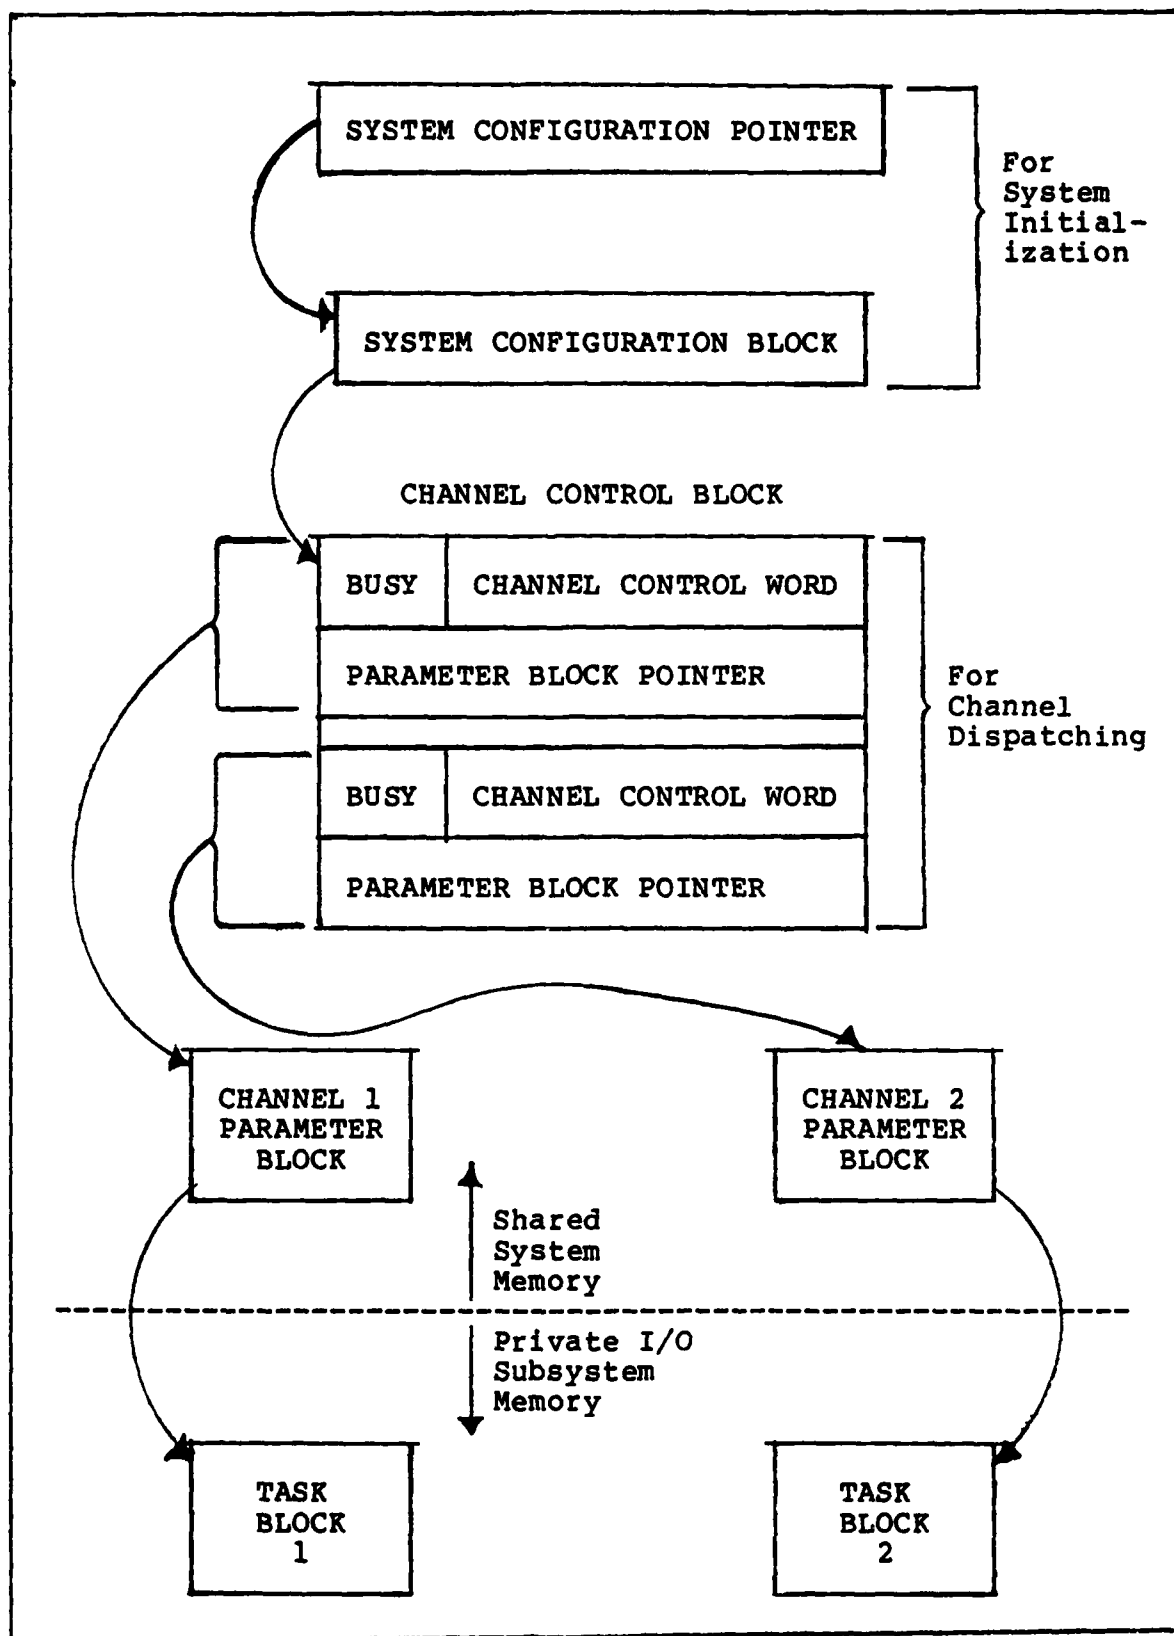 SYSTEM CONFIGURATION POINTER
For
System
Initial-
ization
SYSTEM CONFIGURATION BLOCK
CHANNEL CONTROL BLOCK
BUSY CHANNEL CONTROL WORD
PARAMETER BLOCK POINTER
For
Channel
Dispatching
BUSY CHANNEL CONTROL WORD
PARAMETER BLOCK POINTER
CHANNEL 1
PARAMETER
BLOCK
CHANNEL 2
PARAMETER
BLOCK
Shared
System
Memory
Private I/O
Subsystem
Memory
TASK
BLOCK
1
TASK
BLOCK
2